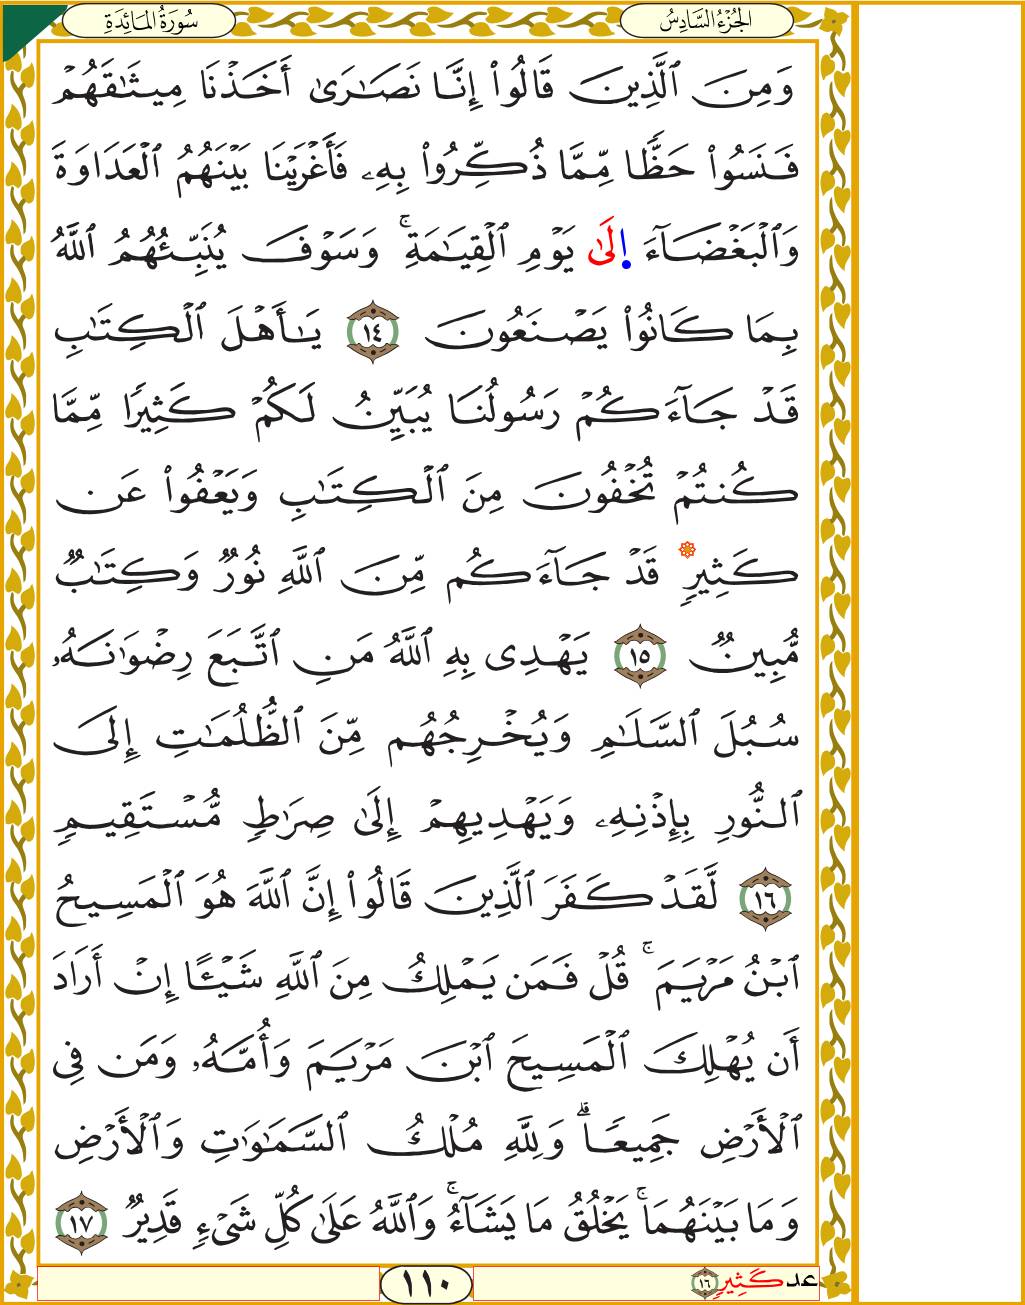 الجُزْءُ السَّادِسُ
سُورَةُ المَائِدَةِ
وَمِنَ ٱلَّذِينَ قَالُوٓاْ إِنَّا نَصَـٰرَىٰٓ أَخَذۡنَا مِيثَـٰقَهُمۡ
فَنَسُواْ حَظّٗا مِّمَّا ذُكِّرُواْ بِهِۦ فَأَغۡرَيۡنَا بَيۡنَهُمُ ٱلۡعَدَاوَةَ
وَٱلۡبَغۡضَآءَ إِلَىٰ يَوۡمِ ٱلۡقِيَـٰمَةِۚ وَسَوۡفَ يُنَبِّئُهُمُ ٱللَّهُ
بِمَا كَانُواْ يَصۡنَعُونَ ١٤ يَـٰٓأَهۡلَ ٱلۡكِتَـٰبِ
قَدۡ جَآءَكُمۡ رَسُولُنَا يُبَيِّنُ لَكُمۡ كَثِيرٗا مِّمَّا
كُنتُمۡ تُخۡفُونَ مِنَ ٱلۡكِتَـٰبِ وَيَعۡفُواْ عَن
كَثِيرٖۚ قَدۡ جَآءَكُم مِّنَ ٱللَّهِ نُورٞ وَكِتَـٰبٞ
مُّبِينٞ ١٥ يَهۡدِي بِهِ ٱللَّهُ مَنِ ٱتَّبَعَ رِضۡوَٰنَهُۥ
سُبُلَ ٱلسَّلَـٰمِ وَيُخۡرِجُهُم مِّنَ ٱلظُّلُمَـٰتِ إِلَى
ٱلنُّورِ بِإِذۡنِهِۦ وَيَهۡدِيهِمۡ إِلَىٰ صِرَٰطٖ مُّسۡتَقِيمٖ
١٦ لَّقَدۡ كَفَرَ ٱلَّذِينَ قَالُوٓاْ إِنَّ ٱللَّهَ هُوَ ٱلۡمَسِيحُ
ٱبۡنُ مَرۡيَمَۚ قُلۡ فَمَن يَمۡلِكُ مِنَ ٱللَّهِ شَيۡـًٔا إِنۡ أَرَادَ
أَن يُهۡلِكَ ٱلۡمَسِيحَ ٱبۡنَ مَرۡيَمَ وَأُمَّهُۥ وَمَن فِي
ٱلۡأَرۡضِ جَمِيعٗاۗ وَلِلَّهِ مُلۡكُ ٱلسَّمَـٰوَٰتِ وَٱلۡأَرۡضِ
وَمَا بَيۡنَهُمَاۚ يَخۡلُقُ مَا يَشَآءُۚ وَٱللَّهُ عَلَىٰ كُلِّ شَيۡءٖ قَدِيرٞ ١٧
عد كَثِيرٖ ١٦
١١٠